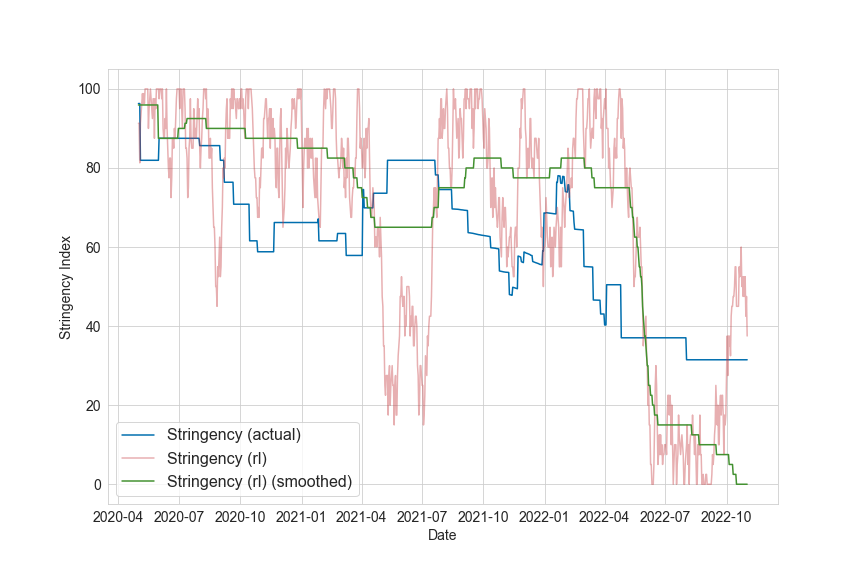 100
80
60
40
20
0
Stringency Index
Stringency (actual)
Stringency (rl)
Stringency (rl) (smoothed)
2020-04 2020-07 2020-10 2021-01 2021-04 2021-07 2021-10 2022-01 2022-04 2022-07 2022-10
Date